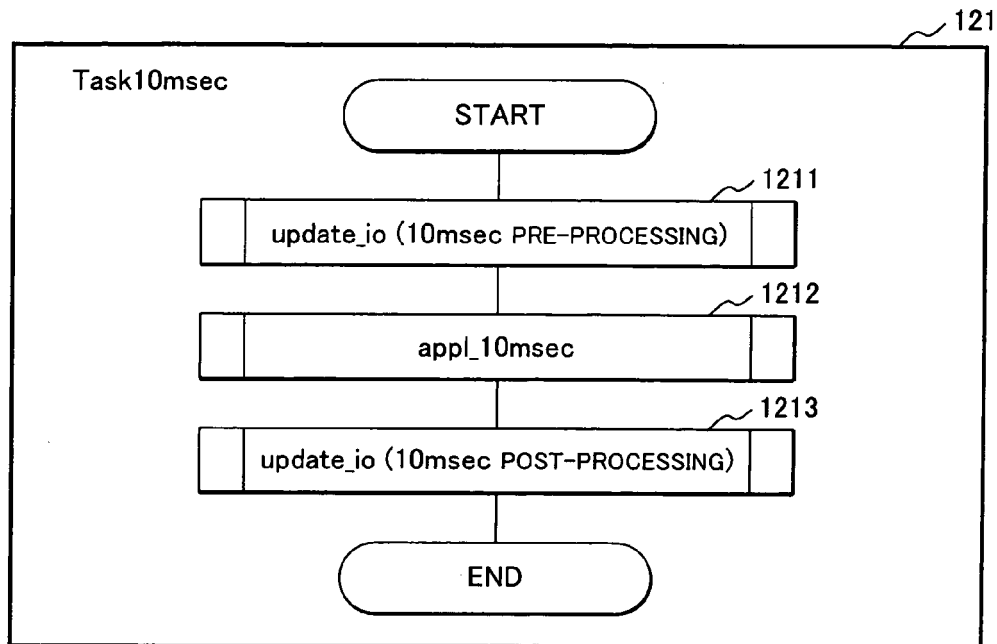 121
Task10msec
START
1211
update_io (10msec PRE-PROCESSING)
1212
appl_10msec
1213
update_io (10msec POST-PROCESSING)
END